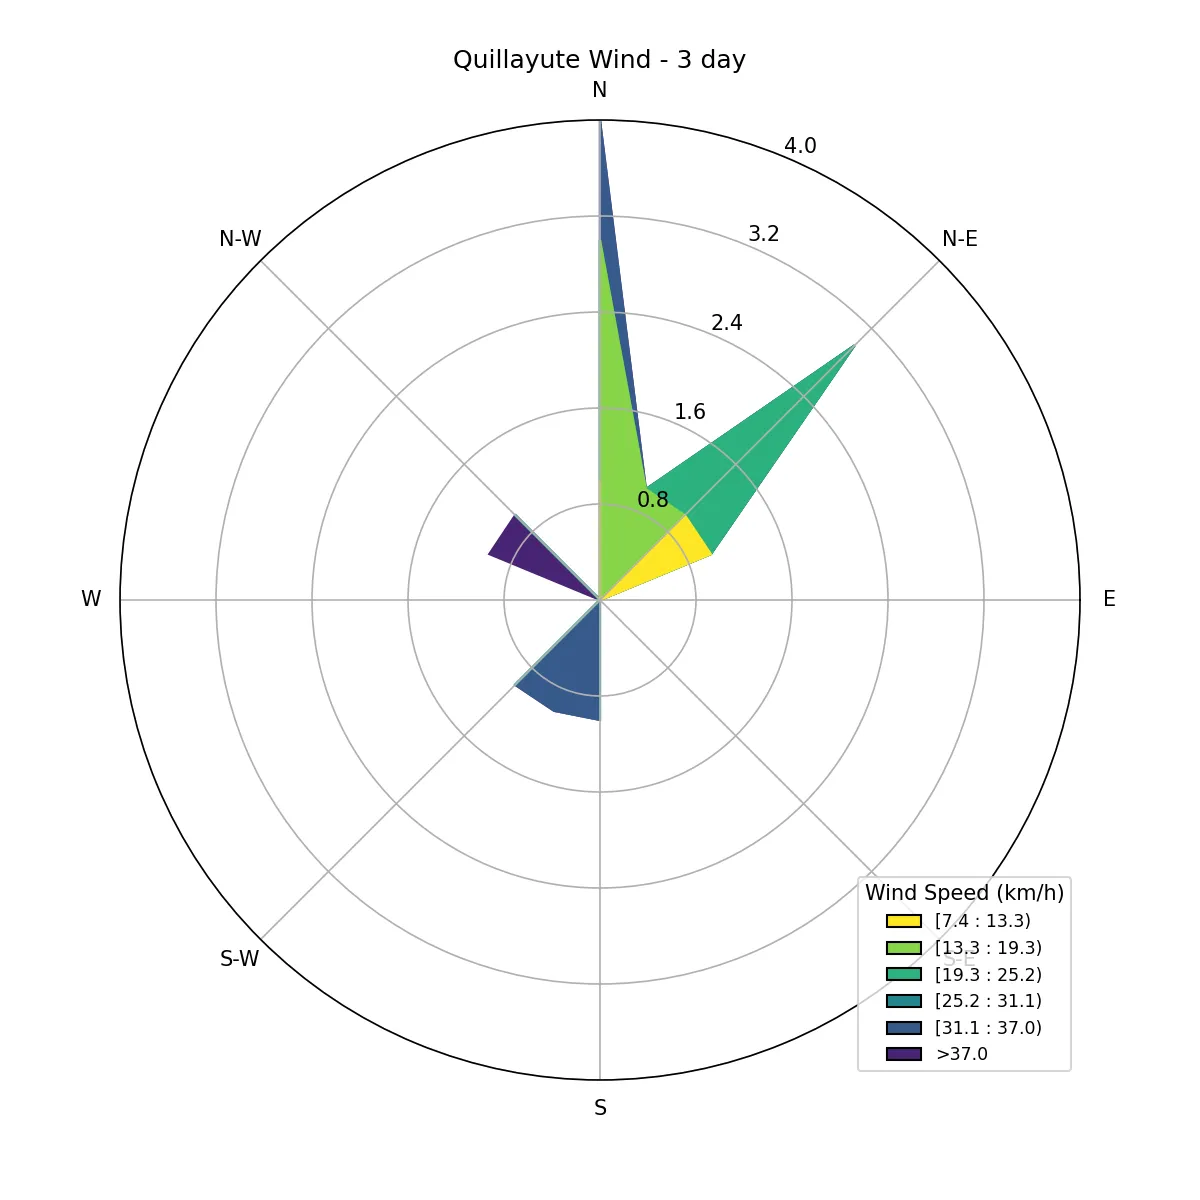 Quillayute Wind - 3 day
N
4.0
N-W
3.2
N-E
2.4
1.6
0.8
W
E
S-W
S-E
S
Wind Speed (km/h)
[7.4 : 13.3)
[13.3 : 19.3)
[19.3 : 25.2)
[25.2 : 31.1)
[31.1 : 37.0)
>37.0